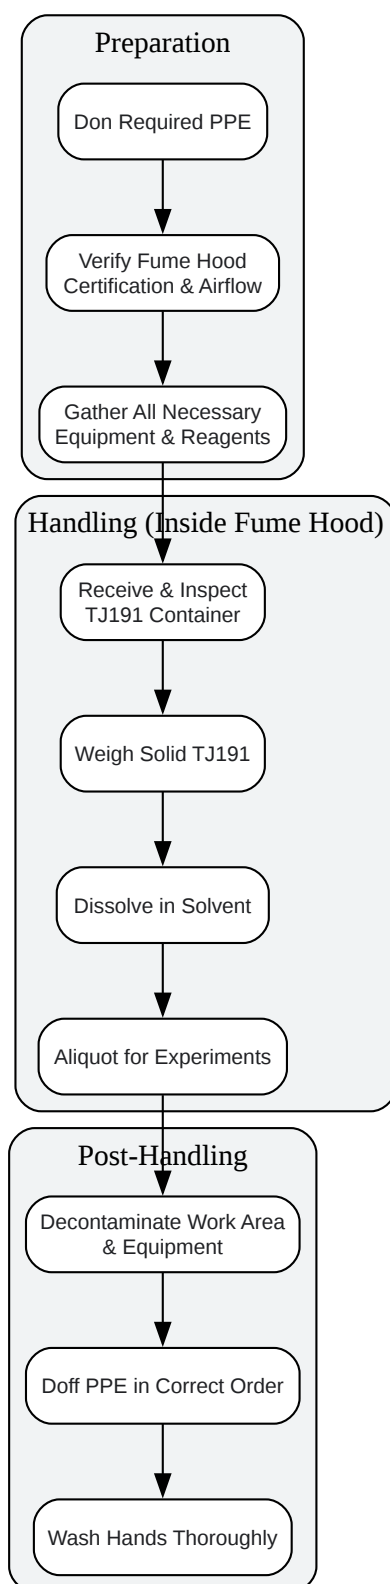 Preparation
Don Required PPE
Verify Fume Hood
Certification & Airflow
Gather All Necessary
Equipment & Reagents
Handling (Inside Fume Hood)
Receive & Inspect
TJ191 Container
Weigh Solid TJ191
Dissolve in Solvent
Aliquot for Experiments
Post-Handling
Decontaminate Work Area
& Equipment
Doff PPE in Correct Order
Wash Hands Thoroughly